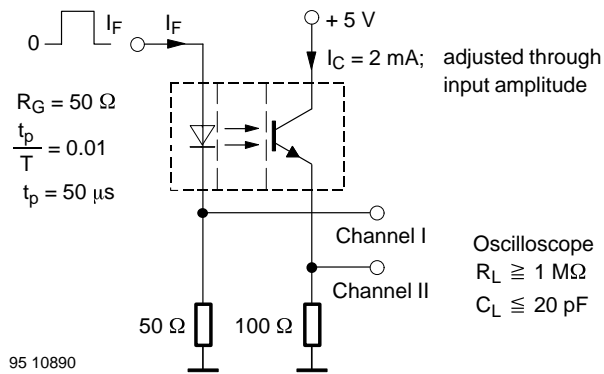 0
I_F
I_F
+ 5 V
I_C = 2 mA; adjusted through
input amplitude
R_G = 50 Ω
t_p
T
= 0.01
t_p = 50 μs
Channel I
Channel II
50 Ω
100 Ω
Oscilloscope
R_L ≧ 1 MΩ
C_L ≦ 20 pF
95 10890